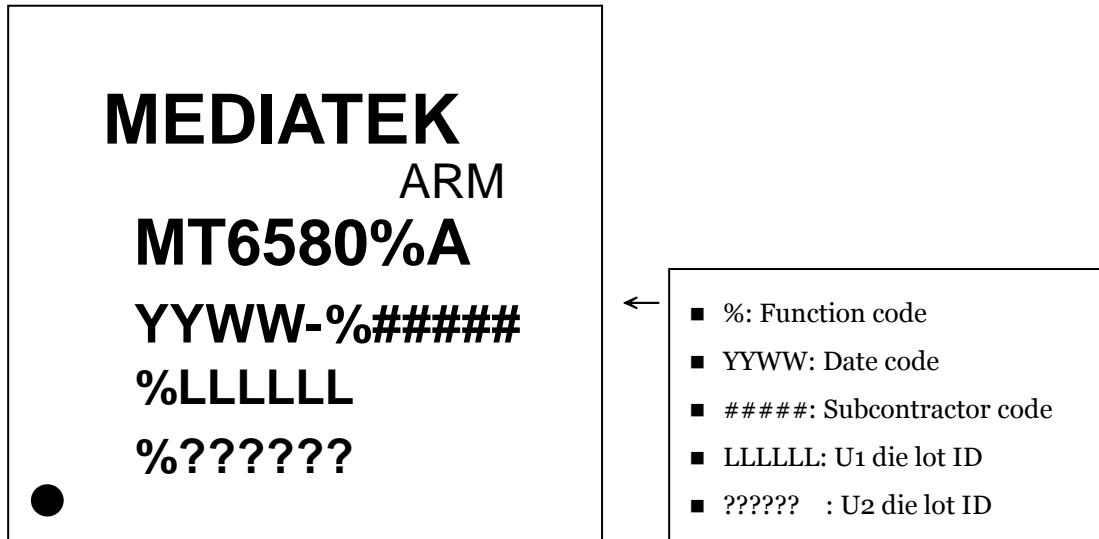 MEDIATEK
ARM
MT6580%A
YYWW-%#####
%LLLLLL
%??????
←
■ %: Function code
■ YYWW: Date code
■ #####: Subcontractor code
■ LLLLLL: U1 die lot ID
■ ?????? : U2 die lot ID